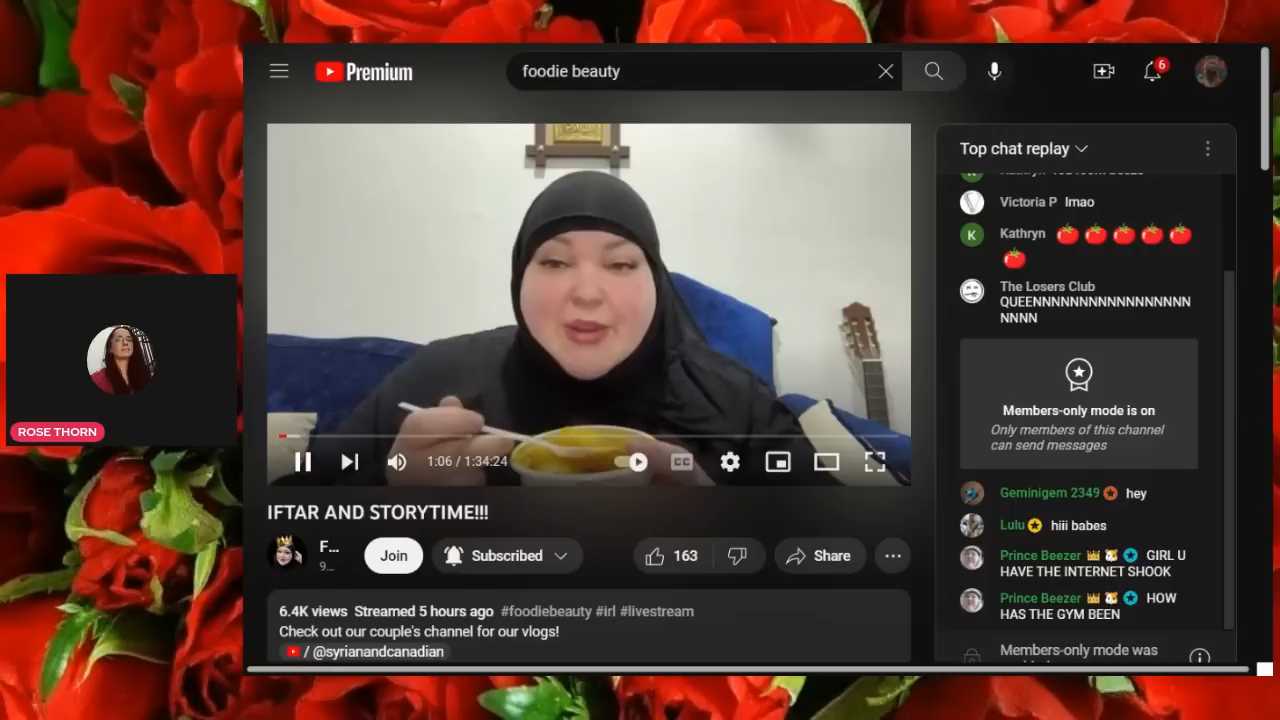 Premium
foodie beauty
6
Top chat replay
Victoria P lmao
K
Kathryn 🍅🍅🍅🍅🍅
🍅
The Losers Club
QUEENNNNNNNNNNNNNNNNN
NNNN
Members-only mode is on
Only members of this channel
can send messages
Geminigem 2349 hey
Lulu hiii babes
Prince Beezer GIRL U
HAVE THE INTERNET SHOOK
Prince Beezer HOW
HAS THE GYM BEEN
Members-only mode was
ROSE THORN
1:06 / 1:34:24
CC
IFTAR AND STORYTIME!!!
F...
9...
Join
Subscribed
163
Share
6.4K views Streamed 5 hours ago #foodiebeauty #irl #livestream
Check out our couple's channel for our vlogs!
/ @syrianandcanadian